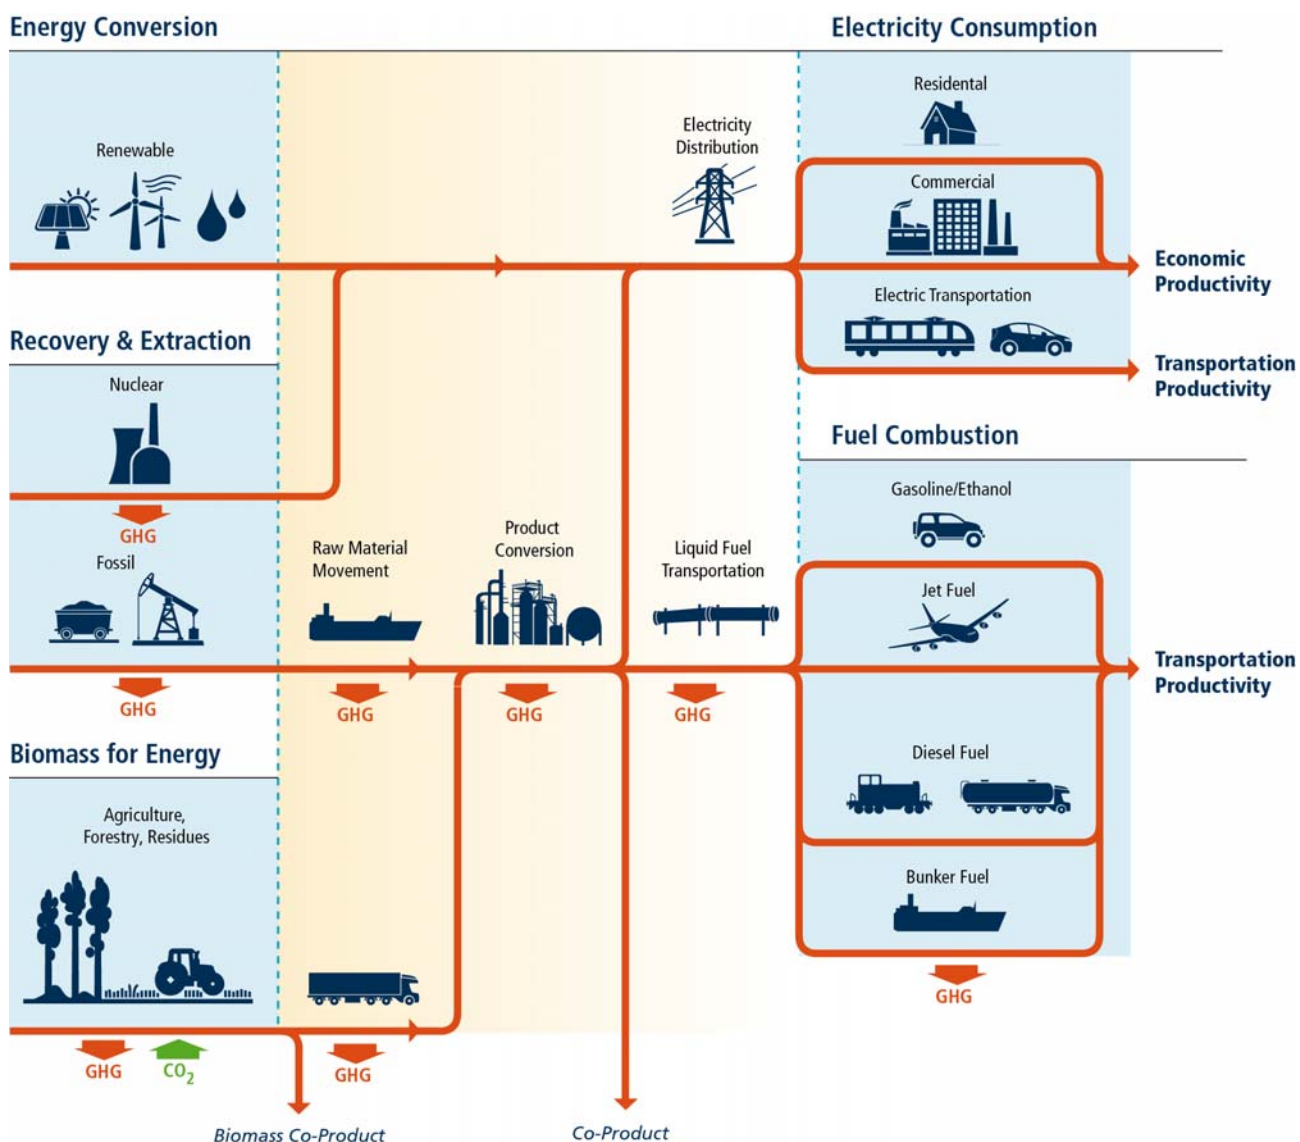 Energy Conversion
Electricity Consumption
Residental
Renewable
Electricity
Distribution
Commercial
Economic
Productivity
Electric Transportation
Recovery & Extraction
Nuclear
Transportation
Productivity
Fuel Combustion
Gasoline/Ethanol
GHG
Fossil
Raw Material
Movement
Product
Conversion
Liquid Fuel
Transportation
Jet Fuel
Transportation
Productivity
GHG
GHG
GHG
GHG
Biomass for Energy
Diesel Fuel
Agriculture,
Forestry, Residues
Bunker Fuel
GHG
GHG
CO2
GHG
Biomass Co-Product
Co-Product